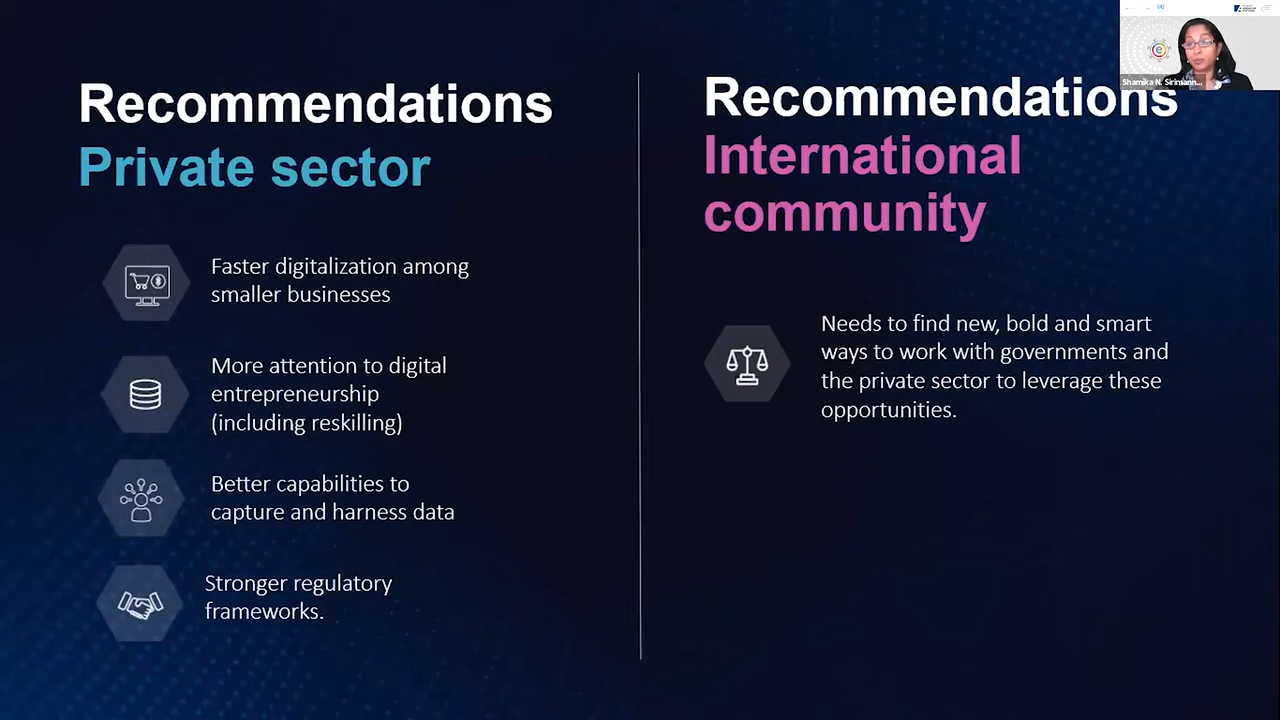 Recommendations
Private sector
Faster digitalization among
smaller businesses
More attention to digital
entrepreneurship
(including reskilling)
Better capabilities to
capture and harness data
Stronger regulatory
frameworks.
Recommendations
International
community
Needs to find new, bold and smart
ways to work with governments and
the private sector to leverage these
opportunities.
Shamika N. Sirimann...